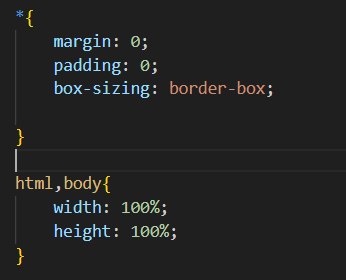 *{
    margin: 0;
    padding: 0;
    box-sizing: border-box;

}

html,body{
    width: 100%;
    height: 100%;
}